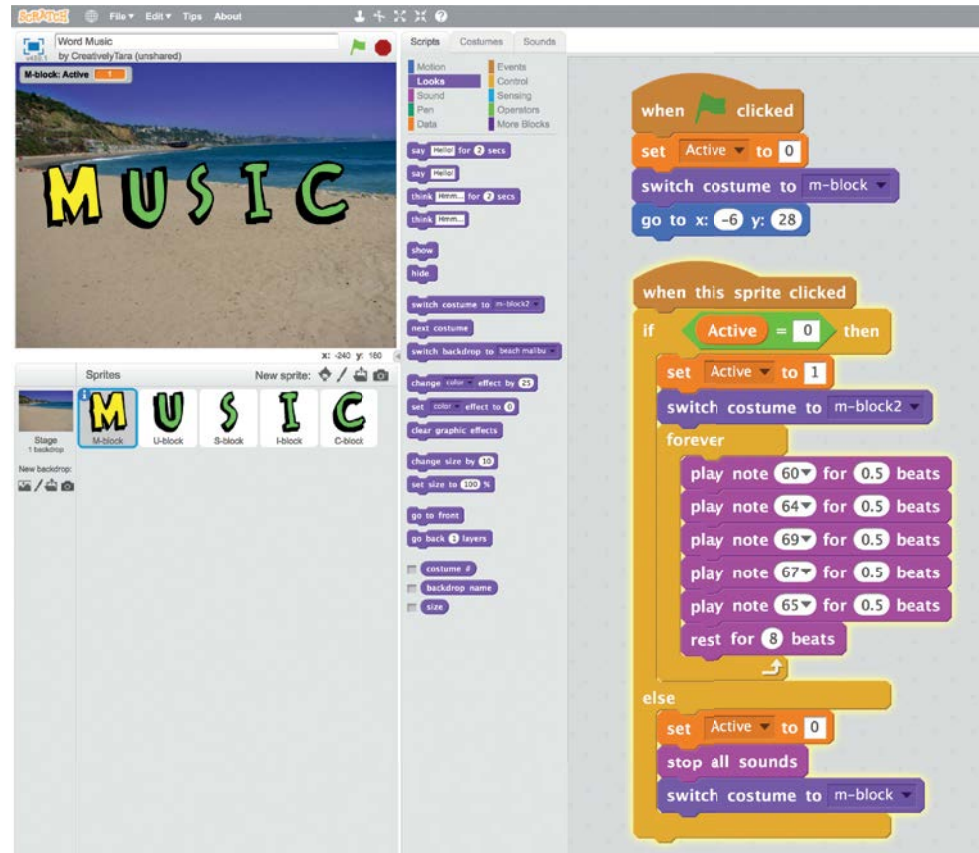 SCRATCH File▼ Edit▼ Tips About
Word Music
by CreativelyTara (unshared)
v450.1
M-block: Active 1
MUSIC
x: -240 y: 180
Sprites New sprite:
Stage
1 backdrop
M-block U-block S-block I-block C-block
New backdrop:
Scripts Costumes Sounds
Motion Events
Looks Control
Sound Sensing
Pen Operators
Data More Blocks
say Hello! for 2 secs
say Hello!
think Hmm... for 2 secs
think Hmm...
show
hide
switch costume to m-block2
next costume
switch backdrop to beach malibu
change color effect by 25
set color effect to 0
clear graphic effects
change size by 10
set size to 100 %
go to front
go back 1 layers
costume #
backdrop name
size
when clicked
set Active to 0
switch costume to m-block
go to x: -6 y: 28
when this sprite clicked
if Active = 0 then
set Active to 1
switch costume to m-block2
forever
play note 60 for 0.5 beats
play note 64 for 0.5 beats
play note 69 for 0.5 beats
play note 67 for 0.5 beats
play note 65 for 0.5 beats
rest for 8 beats
else
set Active to 0
stop all sounds
switch costume to m-block